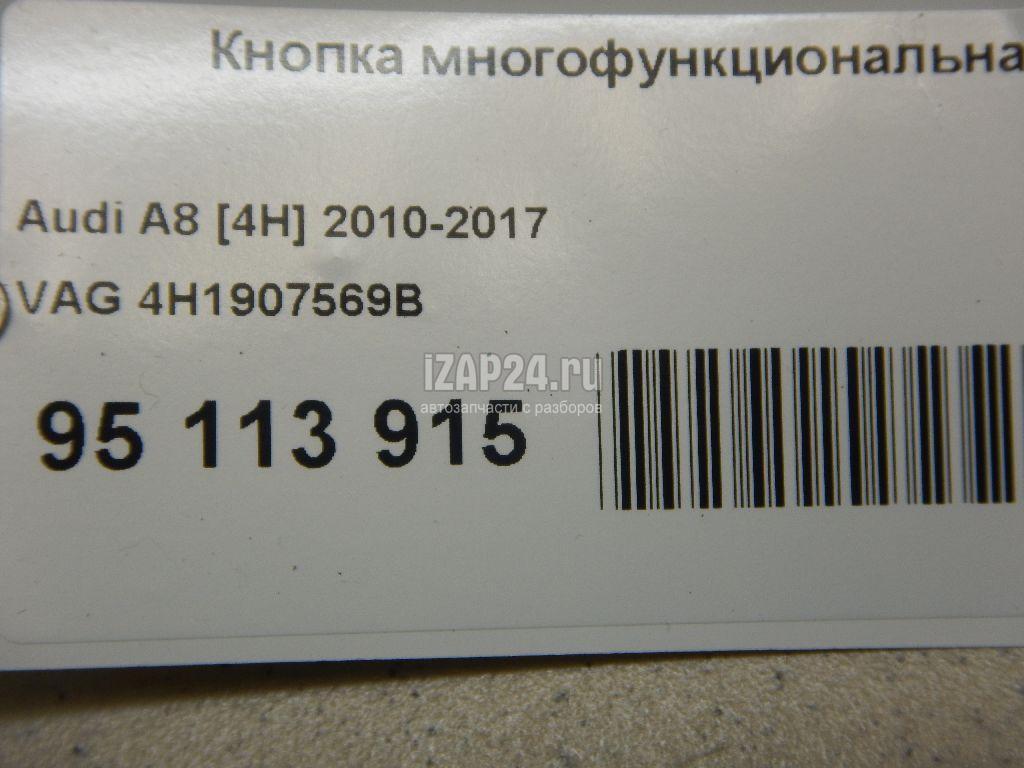 Кнопка многофункциональна
Audi A8 [4H] 2010-2017
VAG 4H1907569B
iZAP24.ru
автозапчасти с разборов
95 113 915